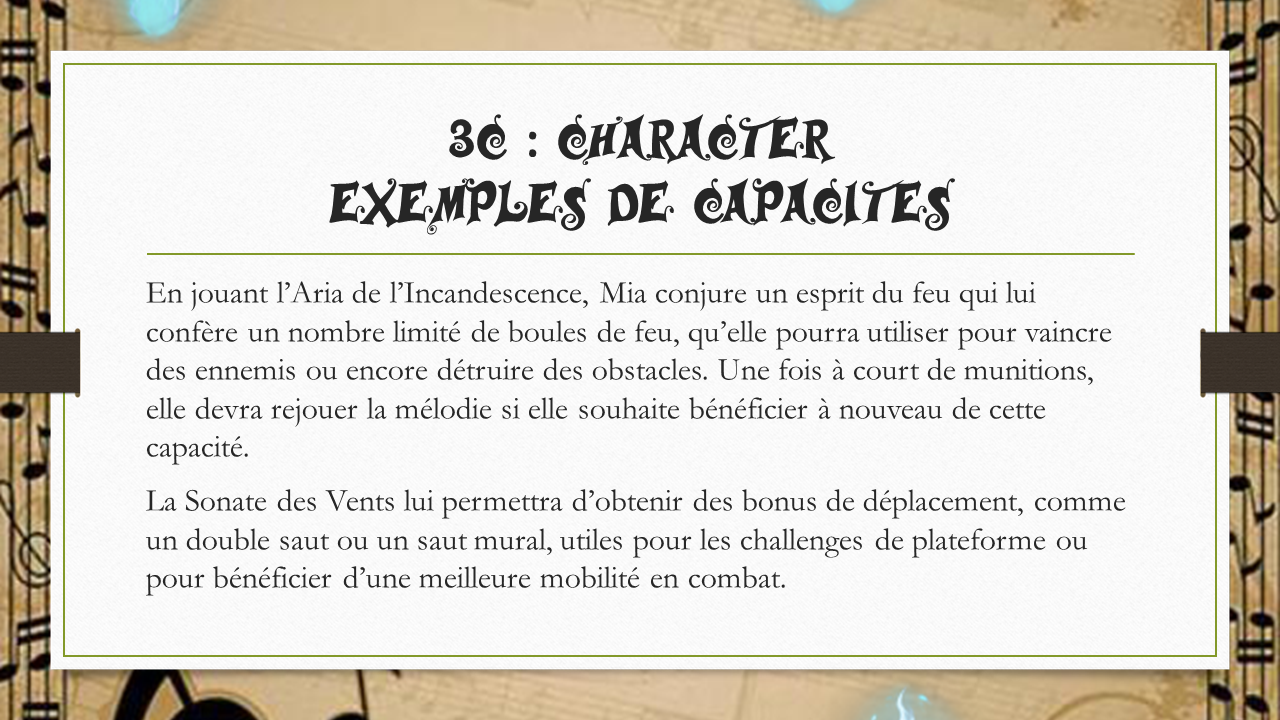 3C : CHARACTER
EXEMPLES DE CAPACITES
En jouant l’Aria de l’Incandescence, Mia conjure un esprit du feu qui lui
confère un nombre limité de boules de feu, qu’elle pourra utiliser pour vaincre
des ennemis ou encore détruire des obstacles. Une fois à court de munitions,
elle devra rejouer la mélodie si elle souhaite bénéficier à nouveau de cette
capacité.
La Sonate des Vents lui permettra d’obtenir des bonus de déplacement, comme
un double saut ou un saut mural, utiles pour les challenges de plateforme ou
pour bénéficier d’une meilleure mobilité en combat.